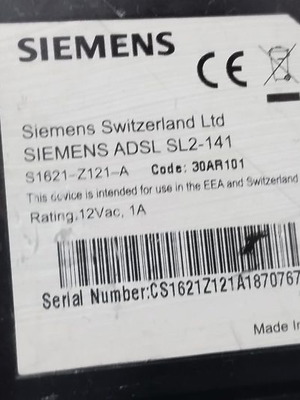 SIEMENS
CE
Siemens Switzerland Ltd
SIEMENS ADSL SL2-141
S1621-Z121-A Code: 30AR101
This device is intended for use in the EEA and Switzerland
Rating,12Vac, 1A
Serial Number:CS1621Z121A1870767
Made In